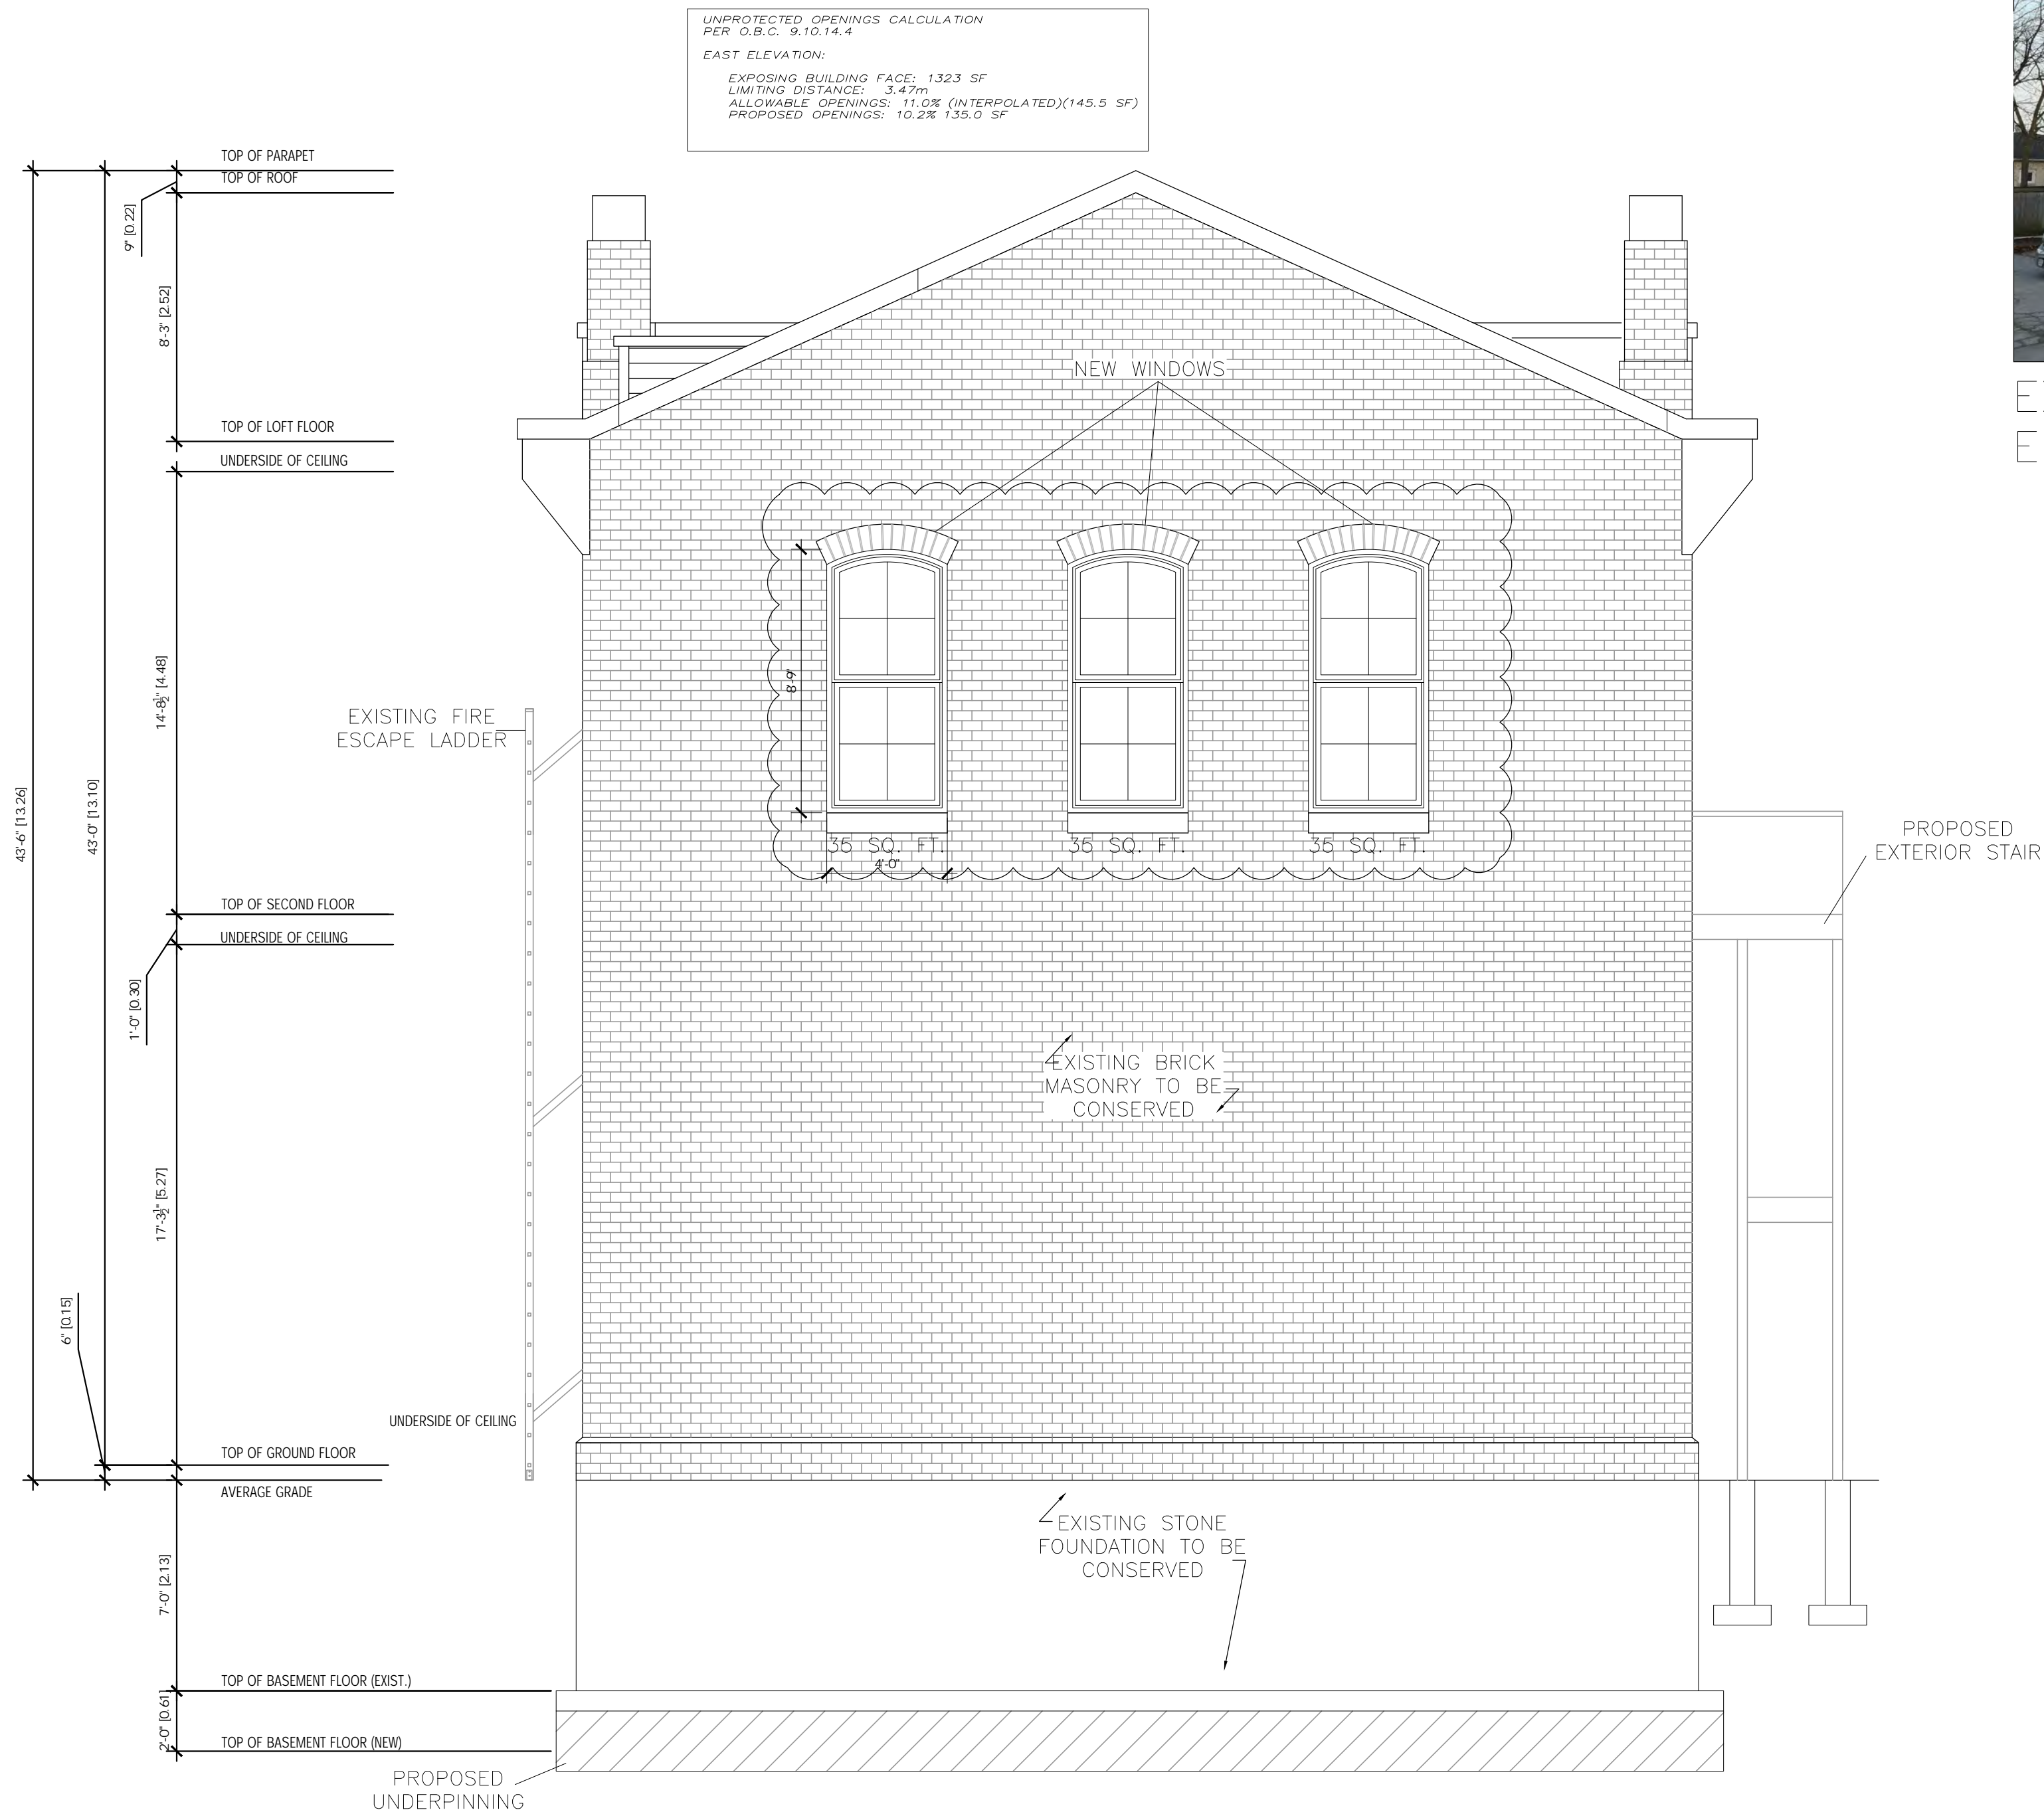 UNPROTECTED OPENINGS CALCULATION
PER O.B.C. 9.10.14.4
EAST ELEVATION:
EXPOSING BUILDING FACE: 1323 SF
LIMITING DISTANCE: 3.47m
ALLOWABLE OPENINGS: 11.0% (INTERPOLATED)(145.5 SF)
PROPOSED OPENINGS: 10.2% 135.0 SF
TOP OF PARAPET
TOP OF ROOF
9" [0.22]
8'-3" [2.52]
TOP OF LOFT FLOOR
UNDERSIDE OF CEILING
14'-8½" [4.48]
43'-6" [13.26]
43'-0" [13.10]
TOP OF SECOND FLOOR
UNDERSIDE OF CEILING
1'-0" [0.30]
17'-3½" [5.27]
6" [0.15]
UNDERSIDE OF CEILING
TOP OF GROUND FLOOR
AVERAGE GRADE
7'-0" [2.13]
TOP OF BASEMENT FLOOR (EXIST.)
2'-0" [0.61]
TOP OF BASEMENT FLOOR (NEW)
PROPOSED
UNDERPINNING
EXISTING FIRE
ESCAPE LADDER
NEW WINDOWS
8'-9"
35 SQ. FT.
35 SQ. FT.
35 SQ. FT.
4'-0"
PROPOSED
EXTERIOR STAIR
EXISTING BRICK
MASONRY TO BE
CONSERVED
EXISTING STONE
FOUNDATION TO BE
CONSERVED
E
E